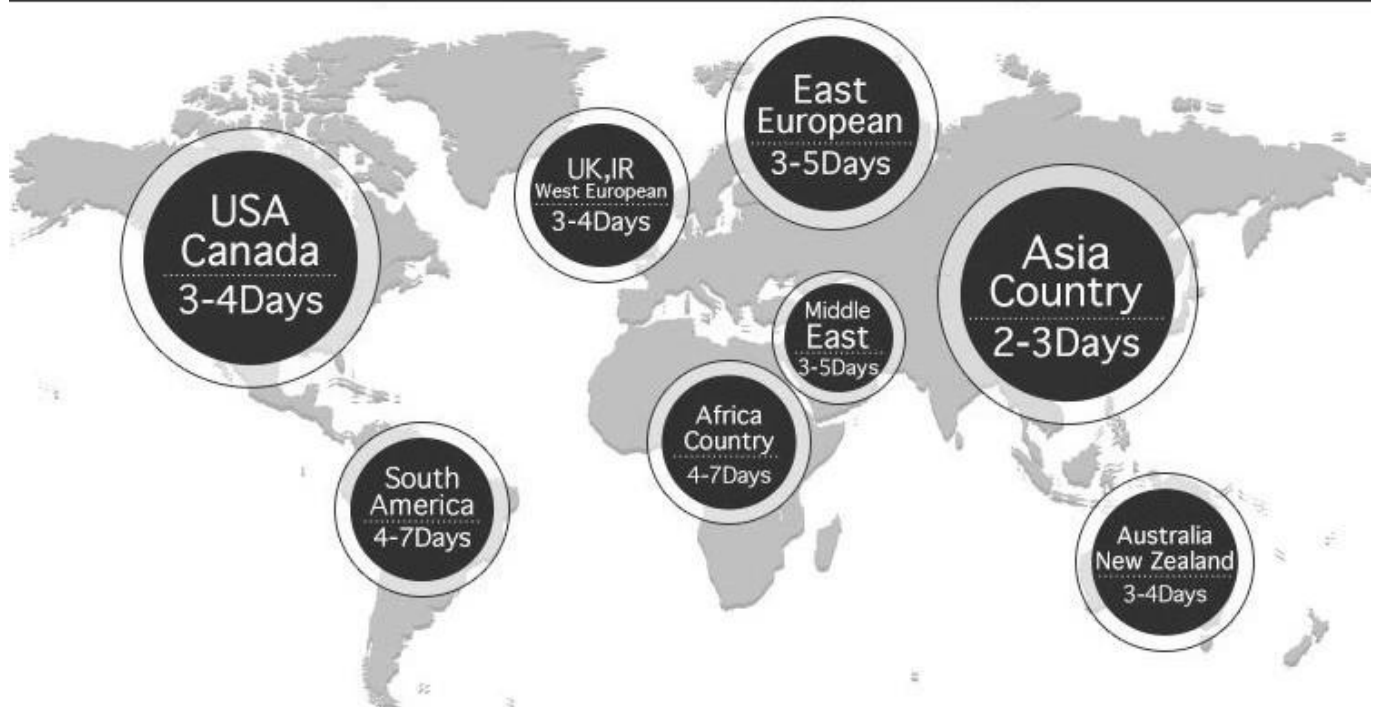 East
European
3-5Days
UK,IR
West European
3-4Days
USA
Canada
3-4Days
Asia
Country
2-3Days
Middle
East
3-5Days
Africa
Country
4-7Days
South
America
4-7Days
Australia
New Zealand
3-4Days